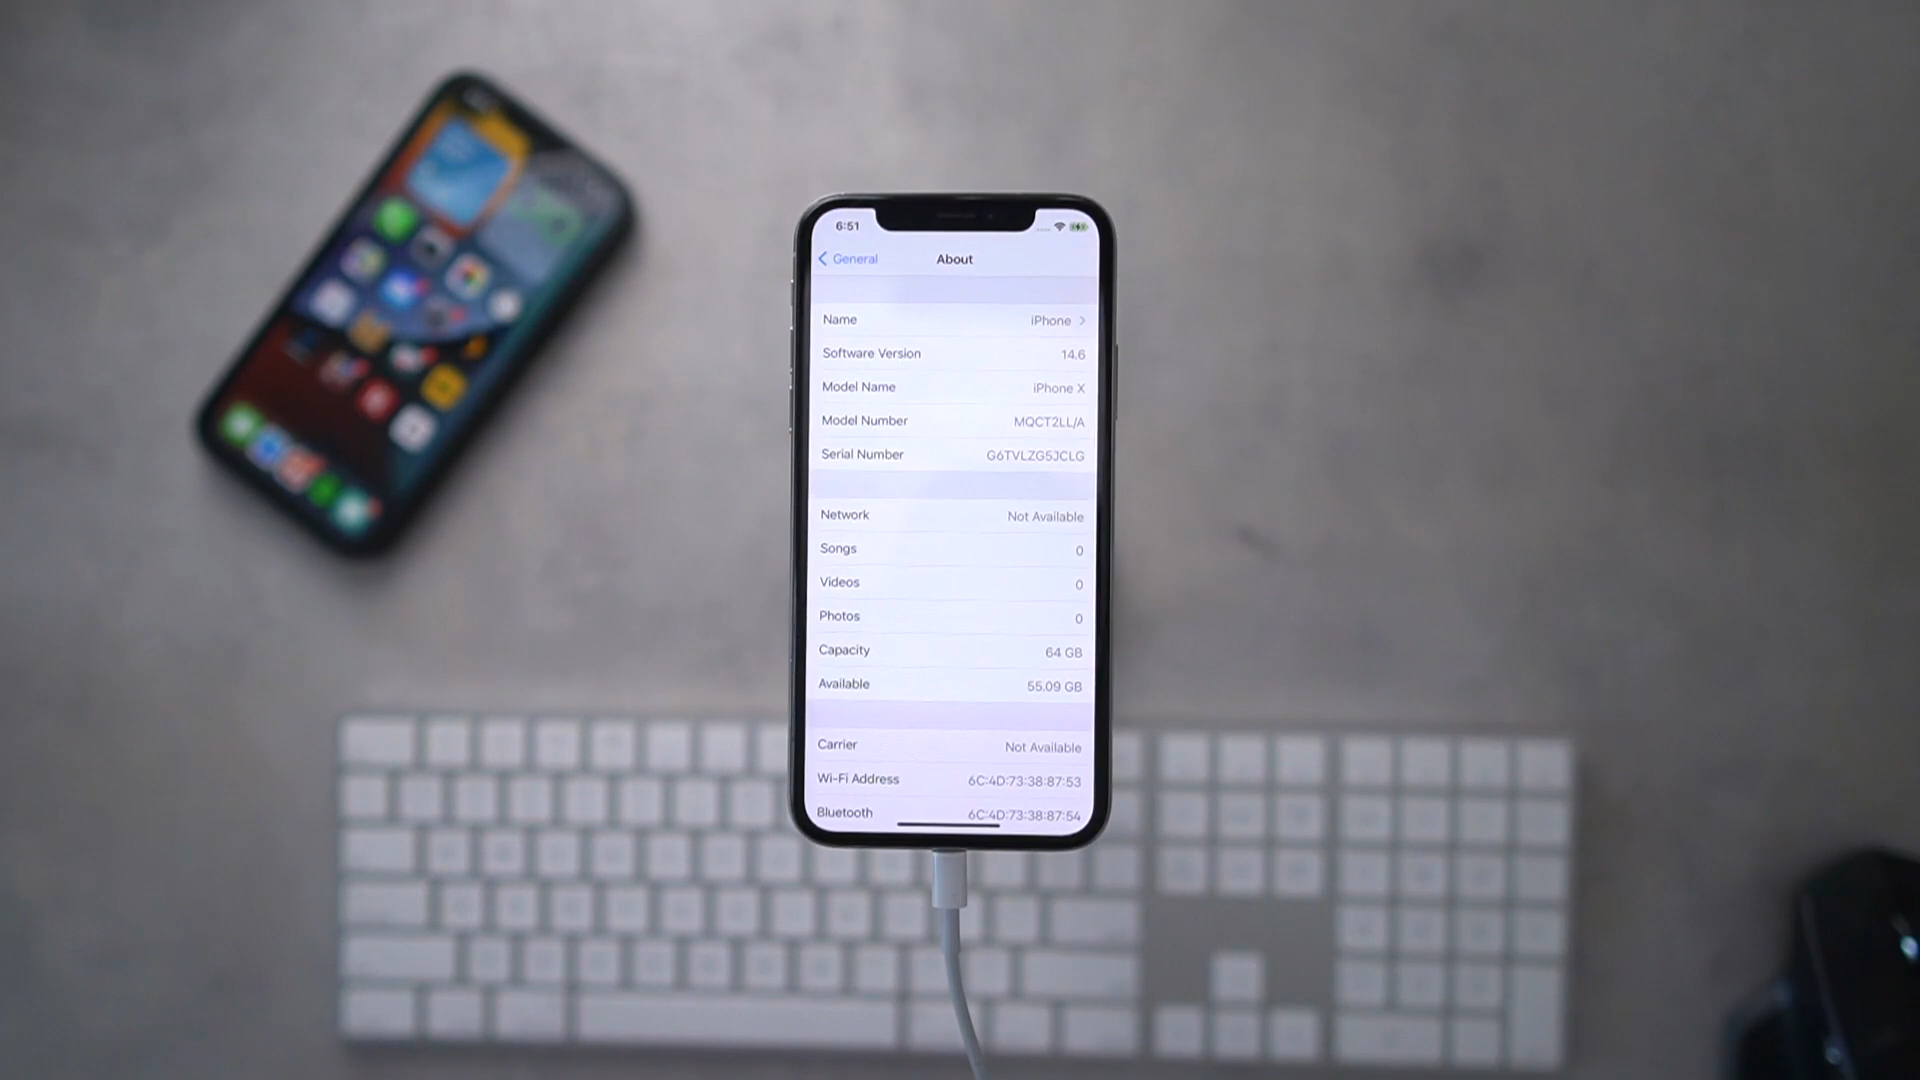 6:51
General About
Name iPhone
Software Version 14.6
Model Name iPhone X
Model Number MQCT2LL/A
Serial Number G6TVLZG5JCLG
Network Not Available
Songs 0
Videos 0
Photos 0
Capacity 64 GB
Available 55.09 GB
Carrier Not Available
Wi-Fi Address 6C:4D:73:38:87:53
Bluetooth 6C:4D:73:38:87:54